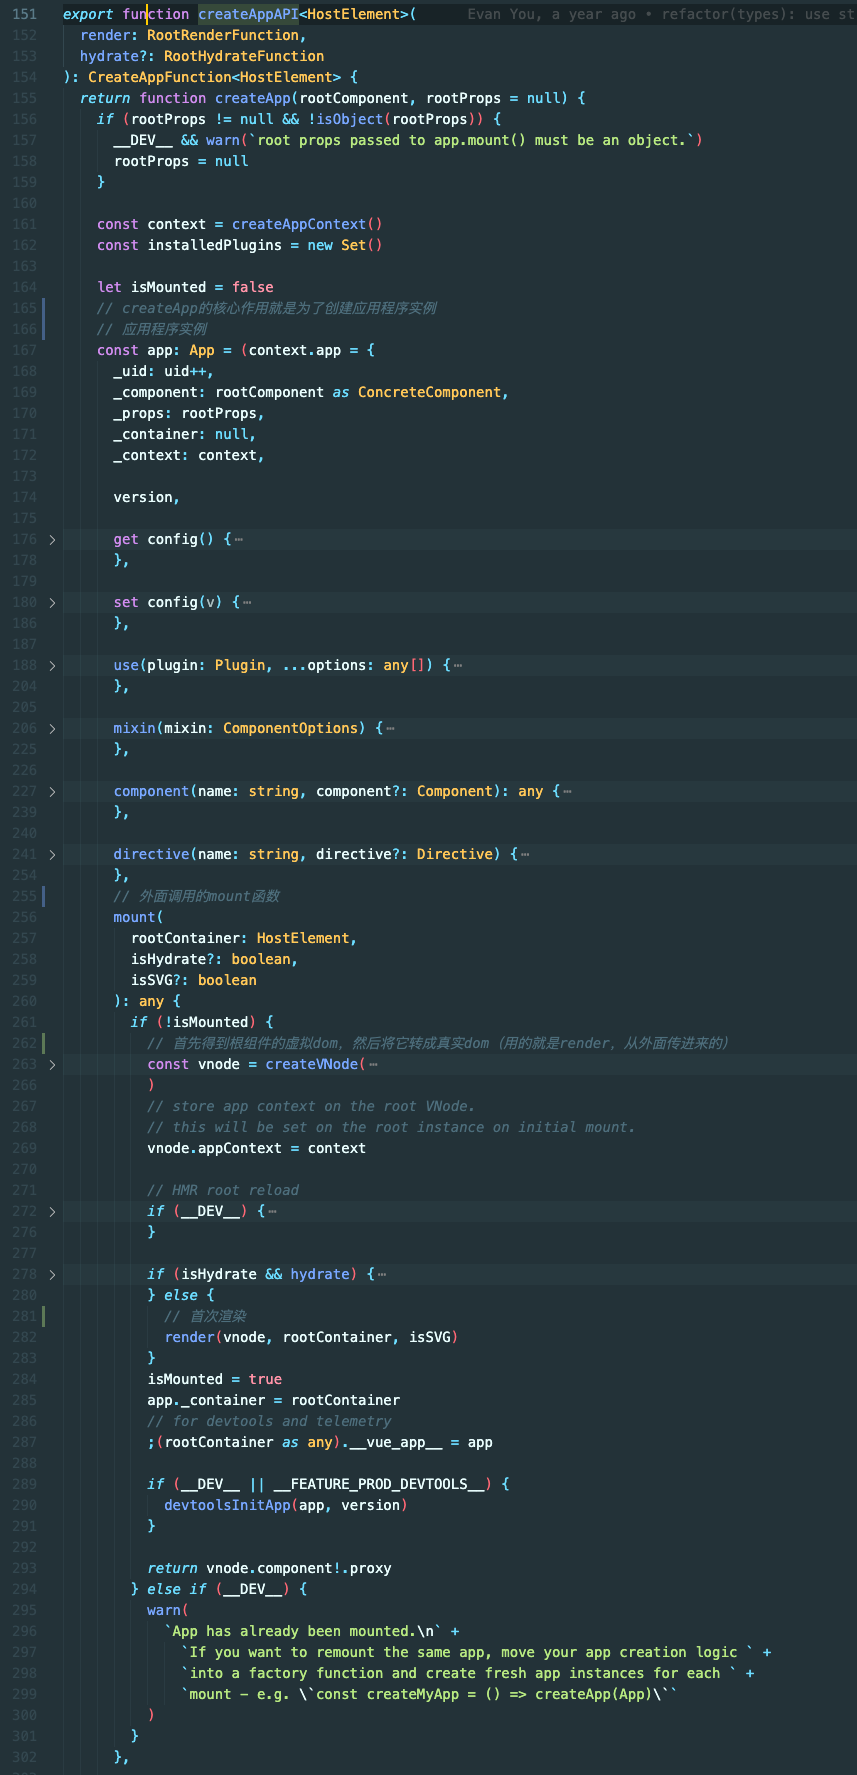 151 export function createAppAPI<HostElement>( Evan You, a year ago • refactor(types): use st
152 render: RootRenderFunction,
153 hydrate?: RootHydrateFunction
154 ): CreateAppFunction<HostElement> {
155 return function createApp(rootComponent, rootProps = null) {
156 if (rootProps != null && !isObject(rootProps)) {
157 __DEV__ && warn(`root props passed to app.mount() must be an object.`)
158 rootProps = null
159 }
160
161 const context = createAppContext()
162 const installedPlugins = new Set()
163
164 let isMounted = false
165 // createApp的核心作用就是为了创建应用程序实例
166 // 应用程序实例
167 const app: App = (context.app = {
168 _uid: uid++,
169 _component: rootComponent as ConcreteComponent,
170 _props: rootProps,
171 _container: null,
172 _context: context,
173
174 version,
175
176 get config() {…
178 },
179
180 set config(v) {…
186 },
187
188 use(plugin: Plugin, ...options: any[]) {…
204 },
205
206 mixin(mixin: ComponentOptions) {…
225 },
226
227 component(name: string, component?: Component): any {…
239 },
240
241 directive(name: string, directive?: Directive) {…
254 },
255 // 外面调用的mount函数
256 mount(
257 rootContainer: HostElement,
258 isHydrate?: boolean,
259 isSVG?: boolean
260 ): any {
261 if (!isMounted) {
262 // 首先得到根组件的虚拟dom，然后将它转成真实dom（用的就是render，从外面传进来的）
263 const vnode = createVNode(…
266 )
267 // store app context on the root VNode.
268 // this will be set on the root instance on initial mount.
269 vnode.appContext = context
270
271 // HMR root reload
272 if (__DEV__) {…
276 }
277
278 if (isHydrate && hydrate) {…
280 } else {
281 // 首次渲染
282 render(vnode, rootContainer, isSVG)
283 }
284 isMounted = true
285 app._container = rootContainer
286 // for devtools and telemetry
287 ;(rootContainer as any).__vue_app__ = app
288
289 if (__DEV__ || __FEATURE_PROD_DEVTOOLS__) {
290 devtoolsInitApp(app, version)
291 }
292
293 return vnode.component!.proxy
294 } else if (__DEV__) {
295 warn(
296 `App has already been mounted.\n` +
297 `If you want to remount the same app, move your app creation logic ` +
298 `into a factory function and create fresh app instances for each ` +
299 `mount - e.g. \`const createMyApp = () => createApp(App)\``
300 )
301 }
302 },